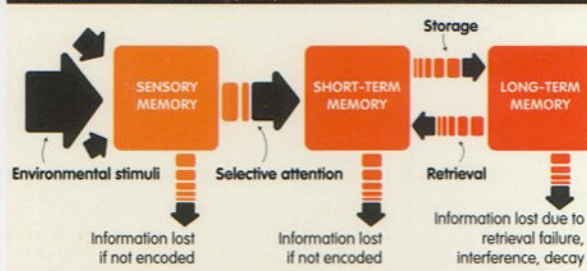 Storage
SENSORY
MEMORY
SHORT-TERM
MEMORY
LONG-TERM
MEMORY
Environmental stimuli
Selective attention
Retrieval
Information lost
if not encoded
Information lost
if not encoded
Information lost due to
retrieval failure,
interference, decay